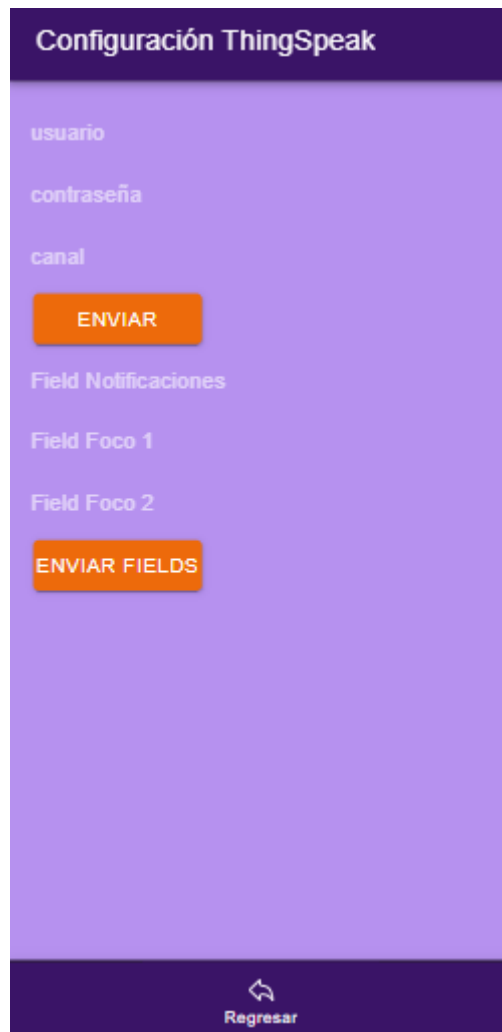 Configuración ThingSpeak
usuario
contraseña
canal
ENVIAR
Field Notificaciones
Field Foco 1
Field Foco 2
ENVIAR FIELDS
Regresar